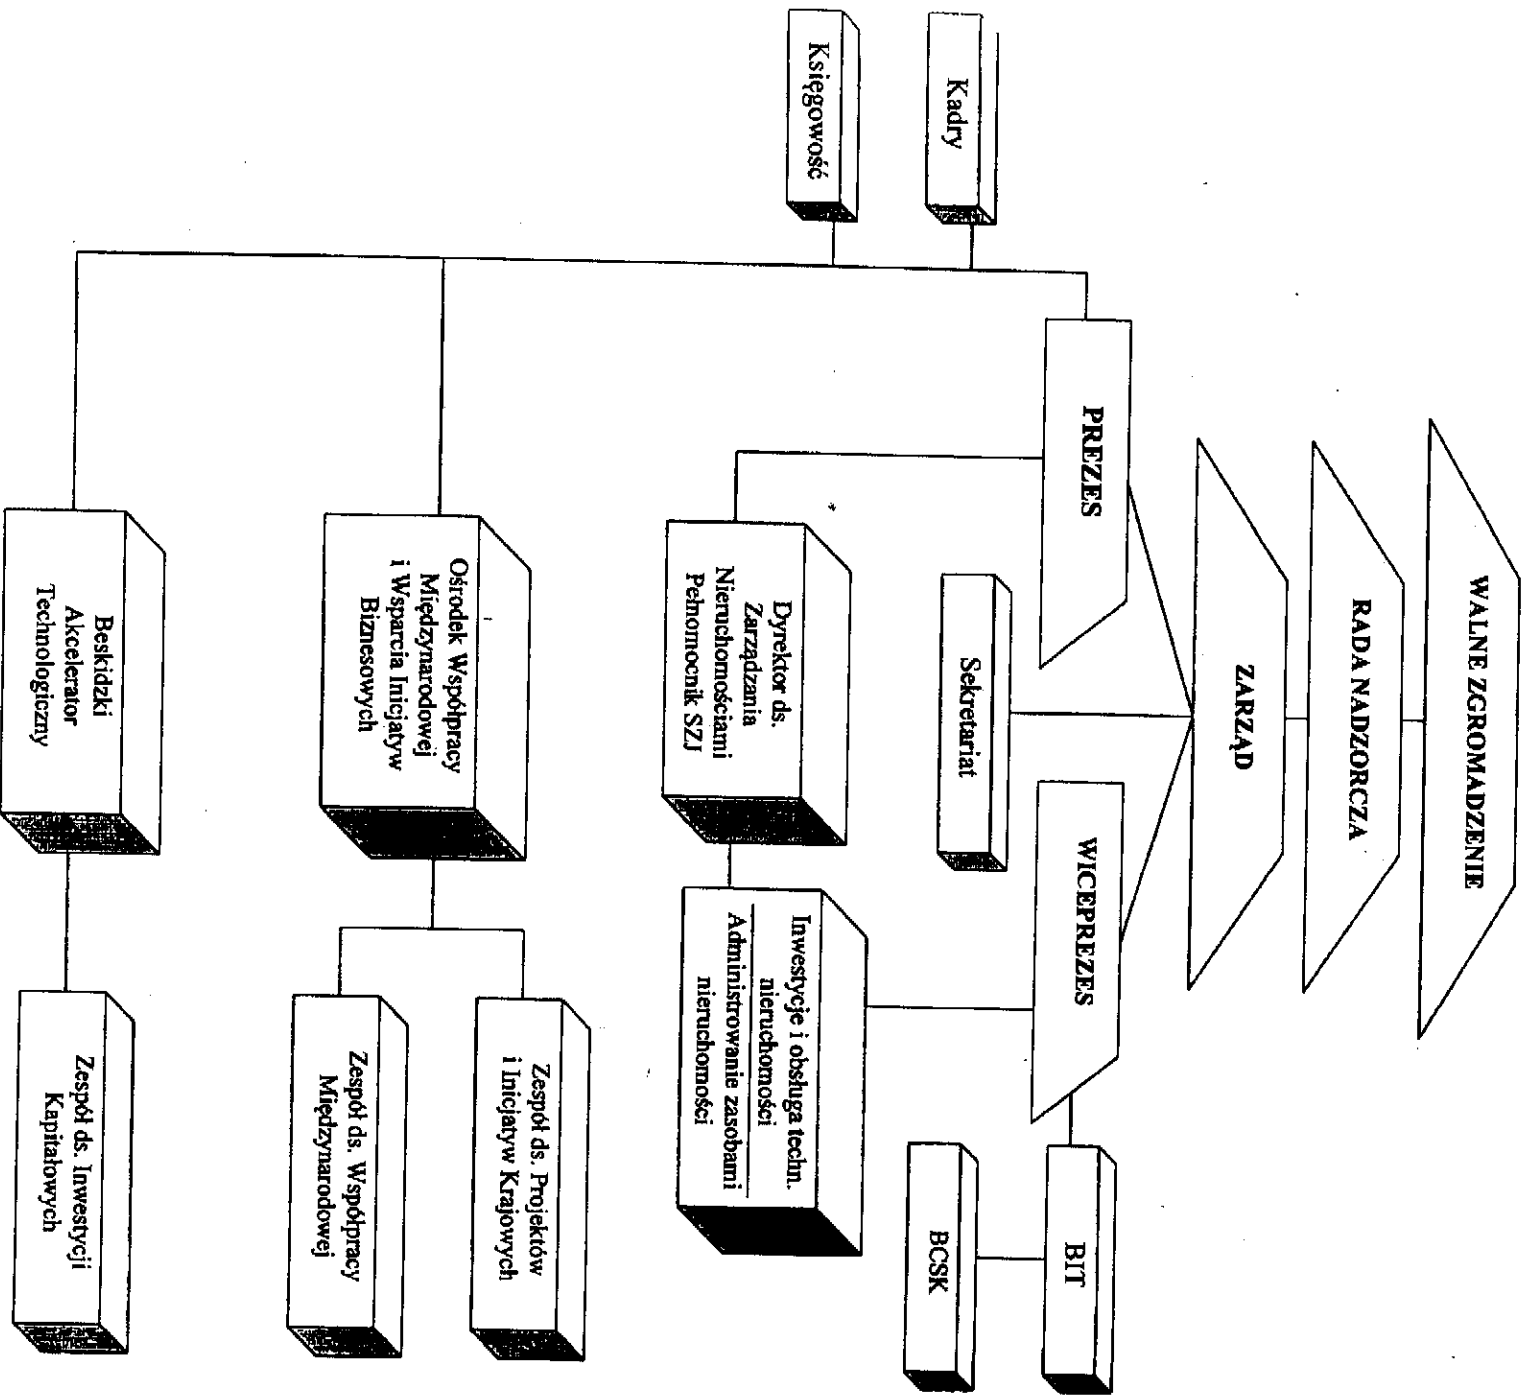 WALNE ZGROMADZENIE
RADA NADZORCZA
ZARZĄD
PREZES
WICEPREZES
Kadry
Księgowość
Sekretariat
BIT
BCSK
Dyrektor ds.
Zarządzania
Nieruchomościami
Pełnomocnik SZJ
Inwestycje i obsługa techn.
nieruchomości
Administrowanie zasobami
nieruchomości
Ośrodek Współpracy
Międzynarodowej
i Wsparcia Inicjatyw
Biznesowych
Zespół ds. Projektów
i Inicjatyw Krajowych
Zespół ds. Współpracy
Międzynarodowej
Beskidzki
Akcelerator
Technologiczny
Zespół ds. Inwestycji
Kapitałowych